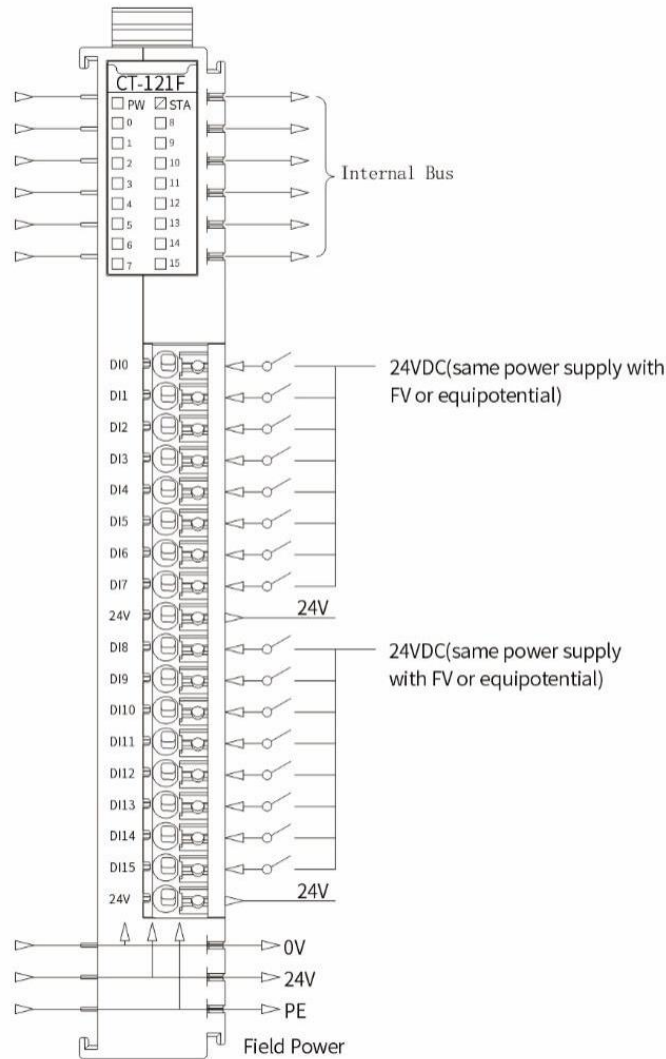 CT-121F
PW STA
0 8
1 9
2 10
3 11
4 12
5 13
6 14
7 15
Internal Bus
DI0
24VDC(same power supply with
FV or equipotential)
DI1
DI2
DI3
DI4
DI5
DI6
DI7
24V 24V
DI8
24VDC(same power supply
with FV or equipotential)
DI9
DI10
DI11
DI12
DI13
DI14
DI15
24V 24V
0V
24V
PE
Field Power